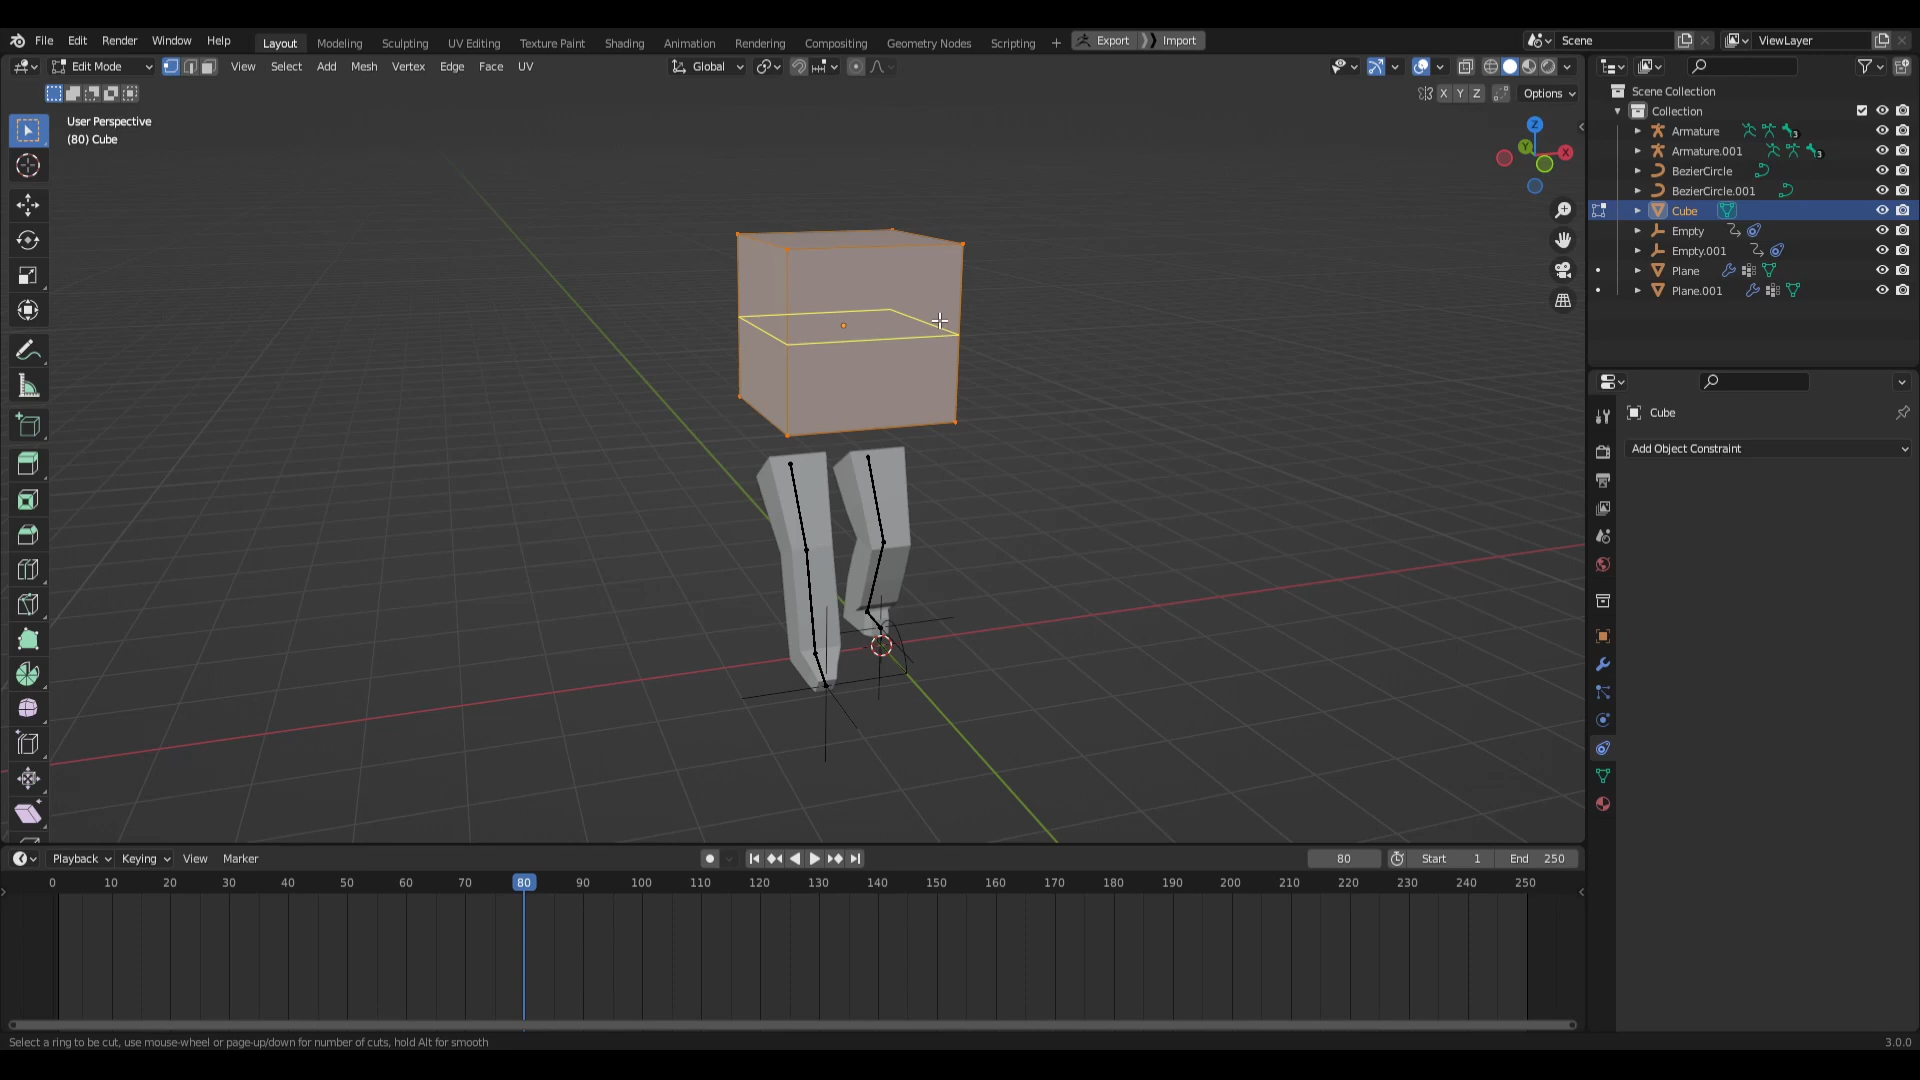 File Edit Render Window Help Layout Modeling Sculpting UV Editing Texture Paint Shading Animation Rendering Compositing Geometry Nodes Scripting + Export Import Scene ViewLayer
Edit Mode View Select Add Mesh Vertex Edge Face UV Global
X Y Z Options
User Perspective
(80) Cube
Z
Y
X
Scene Collection
Collection
Armature 3
Armature.001 3
BezierCircle
BezierCircle.001
Cube
Empty
Empty.001
Plane
Plane.001
Cube
Add Object Constraint
Playback Keying View Marker 80 Start 1 End 250
0 10 20 30 40 50 60 70 80 90 100 110 120 130 140 150 160 170 180 190 200 210 220 230 240 250
Select a ring to be cut, use mouse-wheel or page-up/down for number of cuts, hold Alt for smooth 3.0.0